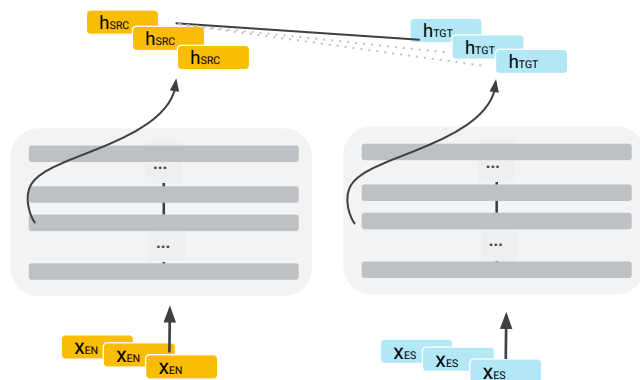 hSRC
hSRC
hSRC
hTGT
hTGT
hTGT
...
...
...
...
XEN
XEN
XEN
XES
XES
XES